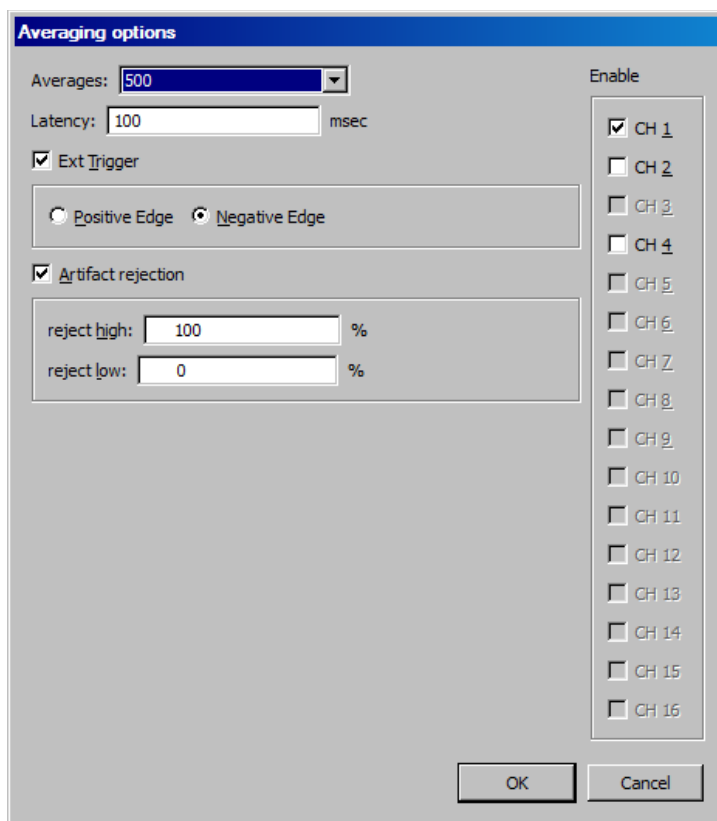 Averaging options
Averages: 500
Latency: 100 msec
Ext Trigger
Positive Edge Negative Edge
Artifact rejection
reject high: 100 %
reject low: 0 %
Enable
CH 1
CH 2
CH 3
CH 4
CH 5
CH 6
CH 7
CH 8
CH 9
CH 10
CH 11
CH 12
CH 13
CH 14
CH 15
CH 16
OK Cancel